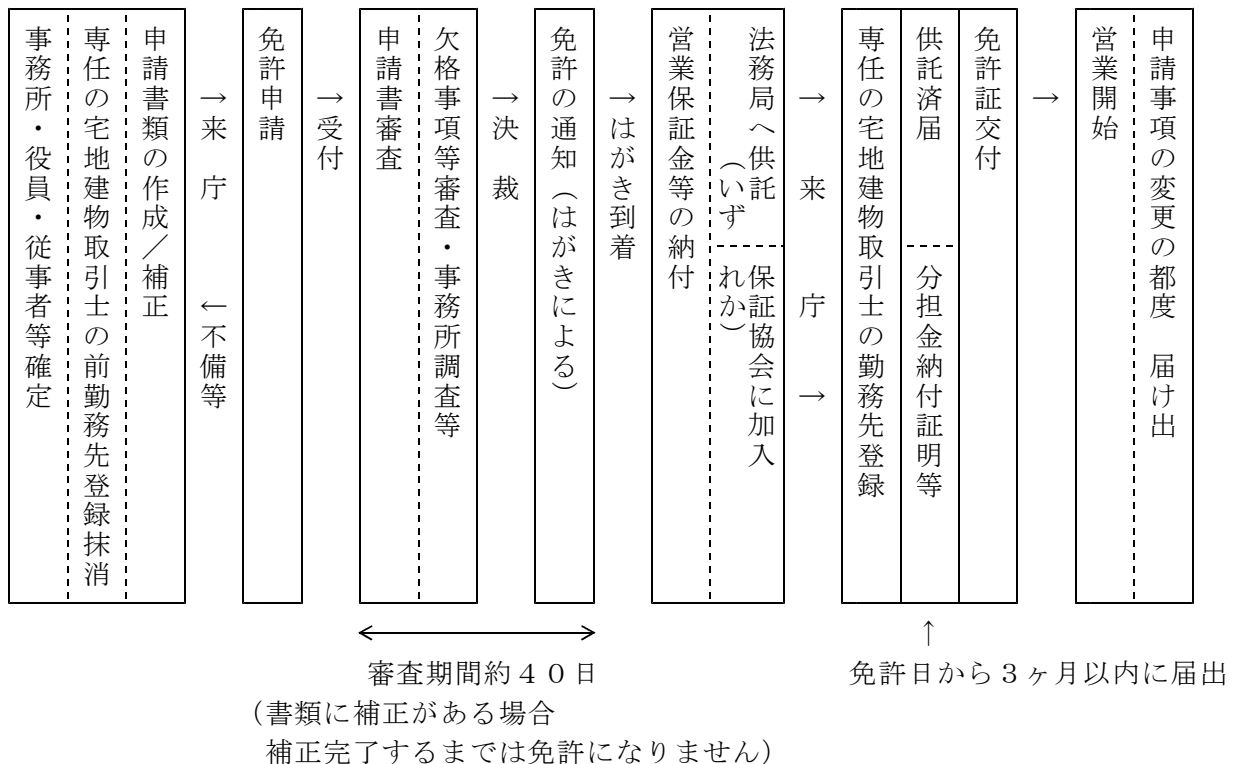 事務所・役員・従事者等確定
専任の宅地建物取引士の前勤務先登録抹消
申請書類の作成／補正
→来庁
←不備等
免許申請
→受付
申請書審査
欠格事項等審査・事務所調査等
→決裁
免許の通知（はがきによる）
→はがき到着
営業保証金等の納付
法務局へ供託
保証協会に加入
（いずれか）
→来庁→
専任の宅地建物取引士の勤務先登録
供託済届
分担金納付証明等
免許証交付
→
営業開始
申請事項の変更の都度　届け出
審査期間約４０日
（書類に補正がある場合
補正完了するまでは免許になりません）
↑
免許日から３ヶ月以内に届出